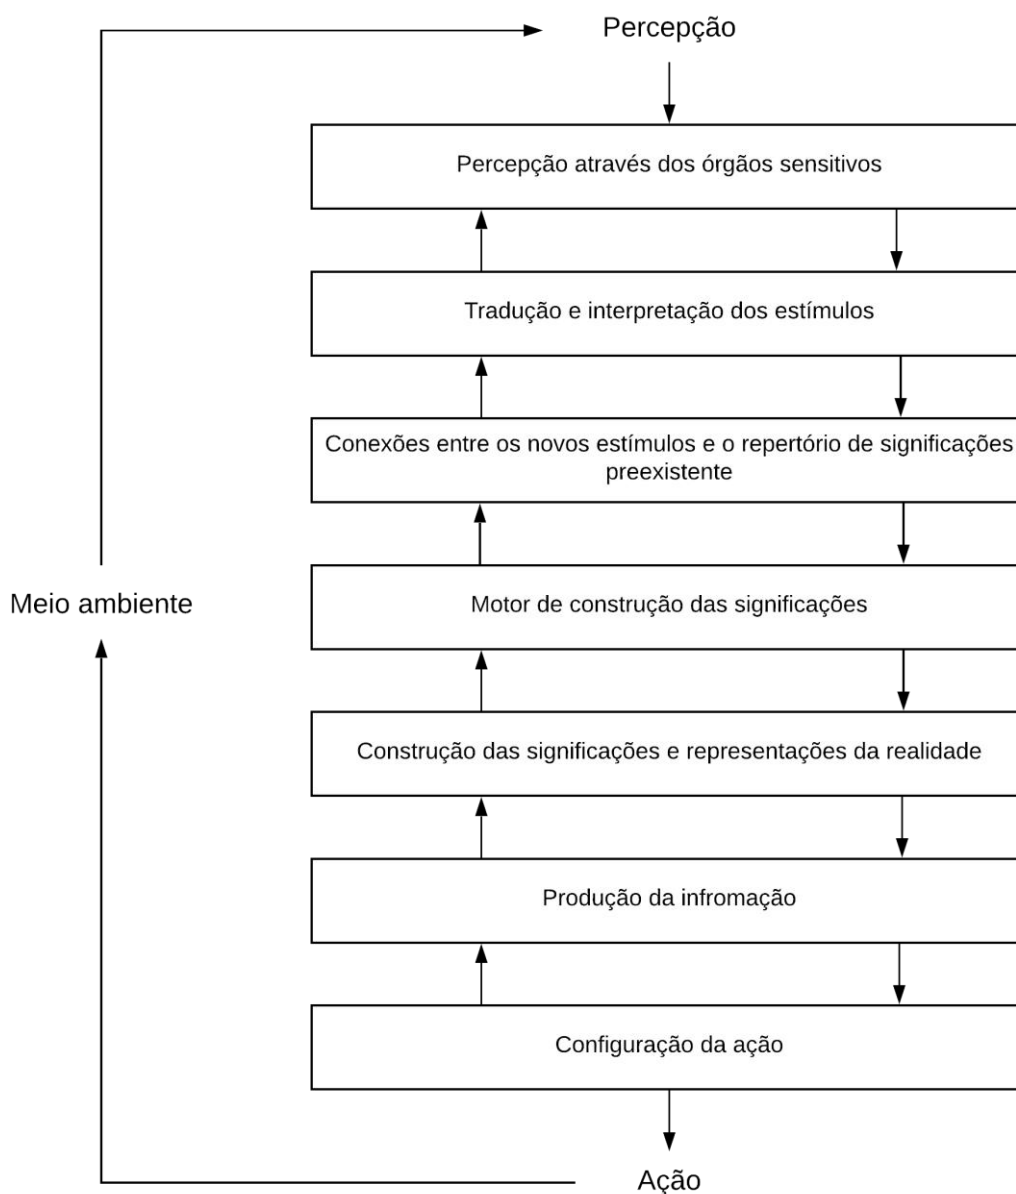 Percepção
Percepção através dos órgãos sensitivos
Tradução e interpretação dos estímulos
Conexões entre os novos estímulos e o repertório de significações
preexistente
Motor de construção das significações
Meio ambiente
Construção das significações e representações da realidade
Produção da infromação
Configuração da ação
Ação